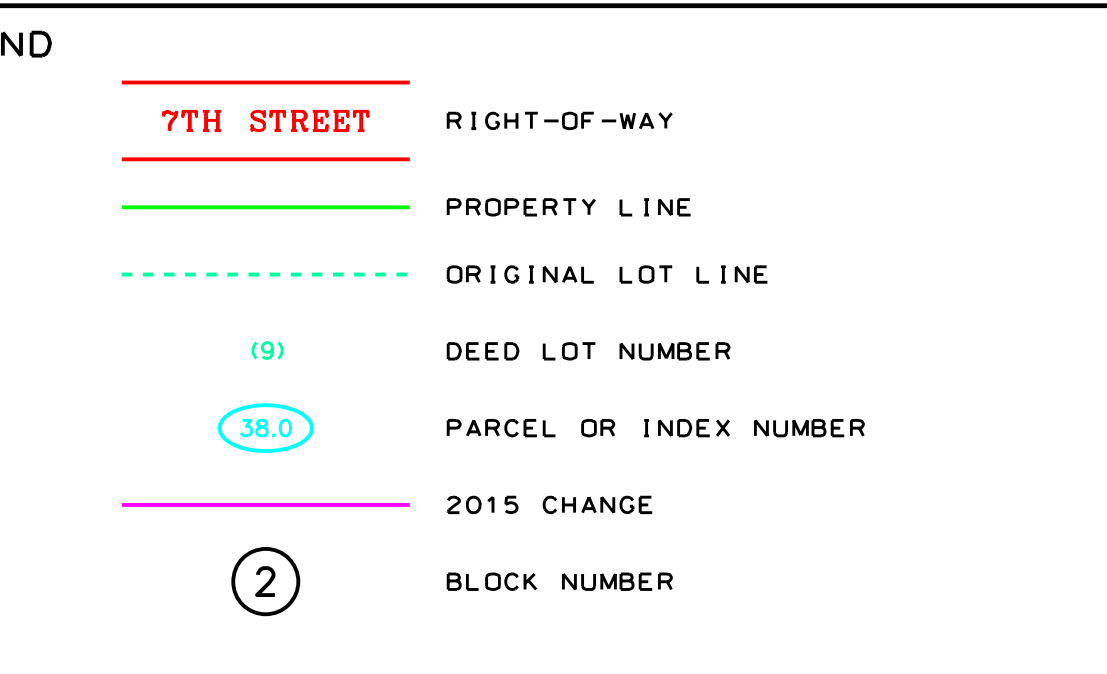 ND
7TH STREET RIGHT-OF-WAY
PROPERTY LINE
ORIGINAL LOT LINE
(9) DEED LOT NUMBER
38.0 PARCEL OR INDEX NUMBER
2015 CHANGE
2 BLOCK NUMBER